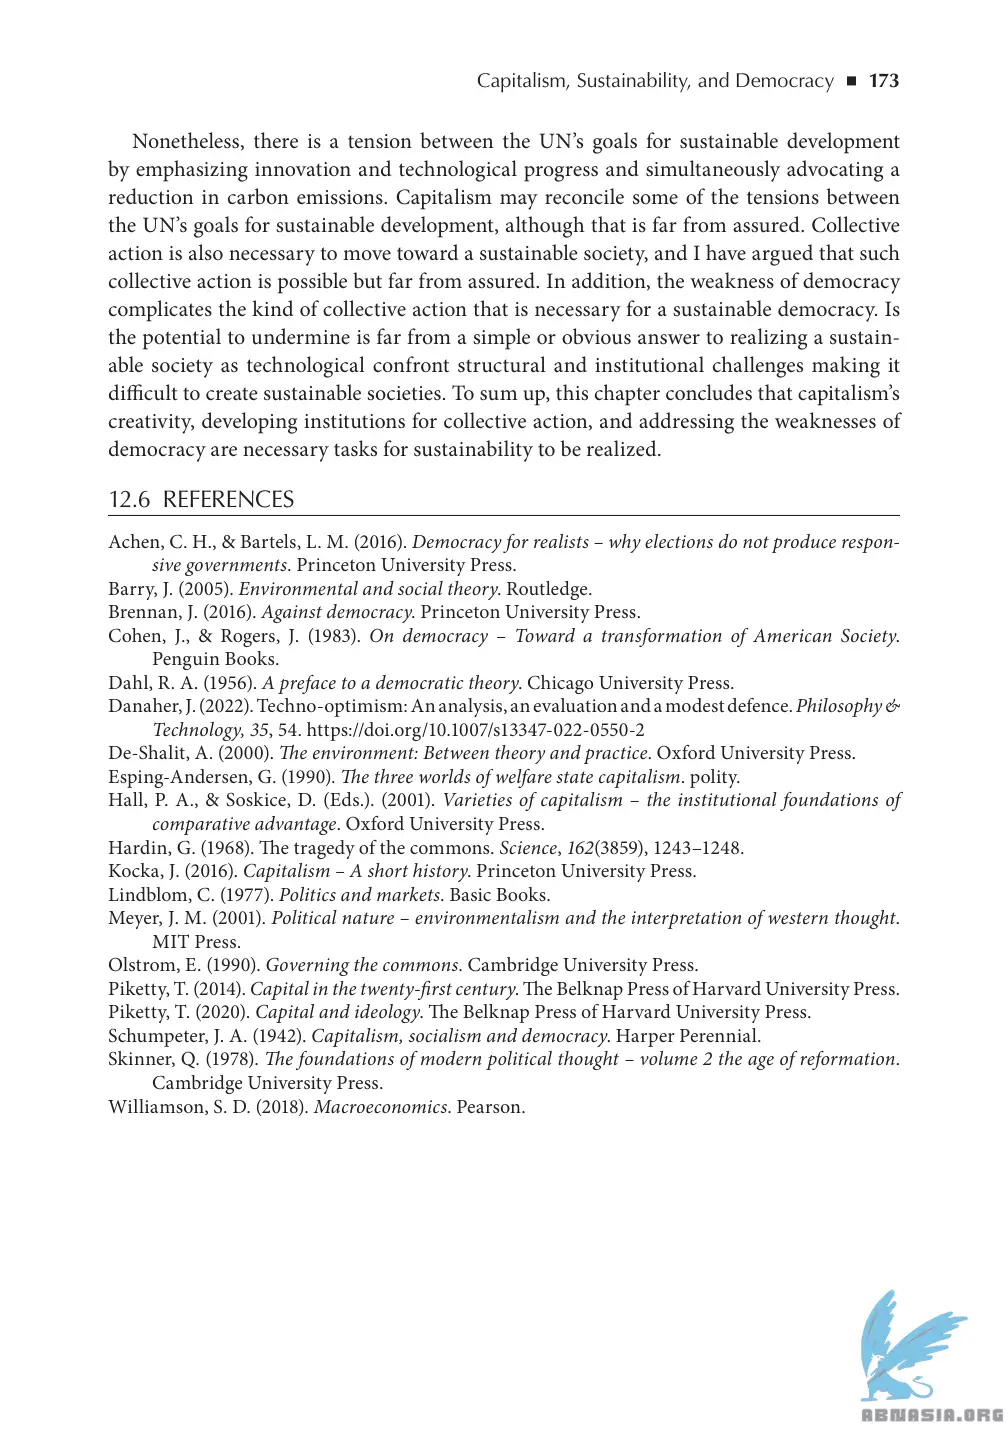 Capitalism, Sustainability, and Democracy ■ 173
Nonetheless, there is a tension between the UN’s goals for sustainable development
by emphasizing innovation and technological progress and simultaneously advocating a
reduction in carbon emissions. Capitalism may reconcile some of the tensions between
the UN’s goals for sustainable development, although that is far from assured. Collective
action is also necessary to move toward a sustainable society, and I have argued that such
collective action is possible but far from assured. In addition, the weakness of democracy
complicates the kind of collective action that is necessary for a sustainable democracy. Is
the potential to undermine is far from a simple or obvious answer to realizing a sustain-
able society as technological confront structural and institutional challenges making it
difficult to create sustainable societies. To sum up, this chapter concludes that capitalism’s
creativity, developing institutions for collective action, and addressing the weaknesses of
democracy are necessary tasks for sustainability to be realized.
12.6 REFERENCES
Achen, C. H., & Bartels, L. M. (2016). Democracy for realists – why elections do not produce respon-
sive governments. Princeton University Press.
Barry, J. (2005). Environmental and social theory. Routledge.
Brennan, J. (2016). Against democracy. Princeton University Press.
Cohen, J., & Rogers, J. (1983). On democracy – Toward a transformation of American Society.
Penguin Books.
Dahl, R. A. (1956). A preface to a democratic theory. Chicago University Press.
Danaher, J. (2022). Techno-optimism: An analysis, an evaluation and a modest defence. Philosophy &
Technology, 35, 54. https://doi.org/10.1007/s13347-022-0550-2
De-Shalit, A. (2000). The environment: Between theory and practice. Oxford University Press.
Esping-Andersen, G. (1990). The three worlds of welfare state capitalism. polity.
Hall, P. A., & Soskice, D. (Eds.). (2001). Varieties of capitalism – the institutional foundations of
comparative advantage. Oxford University Press.
Hardin, G. (1968). The tragedy of the commons. Science, 162(3859), 1243–1248.
Kocka, J. (2016). Capitalism – A short history. Princeton University Press.
Lindblom, C. (1977). Politics and markets. Basic Books.
Meyer, J. M. (2001). Political nature – environmentalism and the interpretation of western thought.
MIT Press.
Olstrom, E. (1990). Governing the commons. Cambridge University Press.
Piketty, T. (2014). Capital in the twenty-first century. The Belknap Press of Harvard University Press.
Piketty, T. (2020). Capital and ideology. The Belknap Press of Harvard University Press.
Schumpeter, J. A. (1942). Capitalism, socialism and democracy. Harper Perennial.
Skinner, Q. (1978). The foundations of modern political thought – volume 2 the age of reformation.
Cambridge University Press.
Williamson, S. D. (2018). Macroeconomics. Pearson.
ABNASIA.ORG